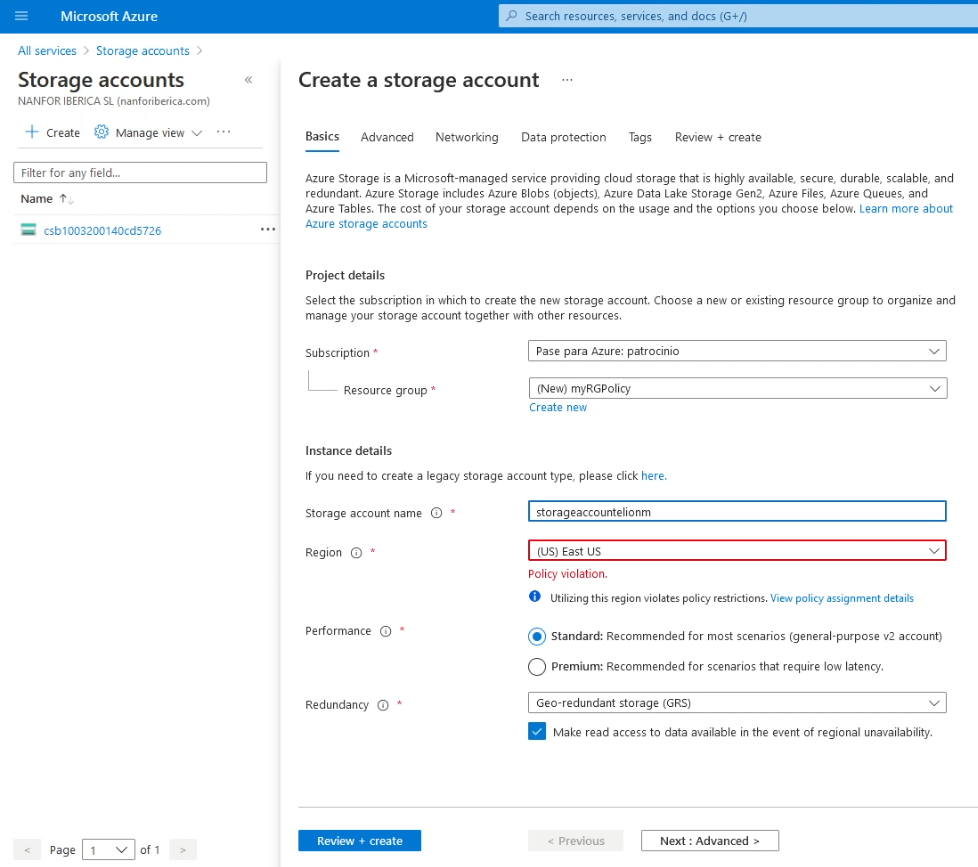 Microsoft Azure
Search resources, services, and docs (G+/)
All services > Storage accounts >
Storage accounts «
NANFOR IBERICA SL (nanforiberica.com)
+ Create Manage view ...
Filter for any field...
Name ↑↓
csb1003200140cd5726 ...
Page 1 of 1
< >
Create a storage account ...
Basics Advanced Networking Data protection Tags Review + create
Azure Storage is a Microsoft-managed service providing cloud storage that is highly available, secure, durable, scalable, and
redundant. Azure Storage includes Azure Blobs (objects), Azure Data Lake Storage Gen2, Azure Files, Azure Queues, and
Azure Tables. The cost of your storage account depends on the usage and the options you choose below. Learn more about
Azure storage accounts
Project details
Select the subscription in which to create the new storage account. Choose a new or existing resource group to organize and
manage your storage account together with other resources.
Subscription * Pase para Azure: patrocinio
Resource group * (New) myRGPolicy
Create new
Instance details
If you need to create a legacy storage account type, please click here.
Storage account name * storageaccountelionm
Region * (US) East US
Policy violation.
Utilizing this region violates policy restrictions. View policy assignment details
Performance * Standard: Recommended for most scenarios (general-purpose v2 account)
Premium: Recommended for scenarios that require low latency.
Redundancy * Geo-redundant storage (GRS)
Make read access to data available in the event of regional unavailability.
Review + create < Previous Next : Advanced >